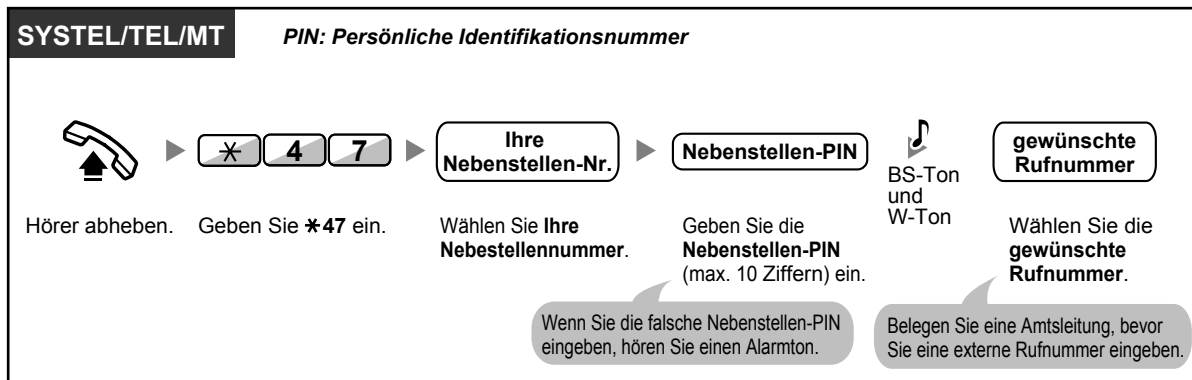 SYSTEL/TEL/MT PIN: Persönliche Identifikationsnummer
Hörer abheben.
✳ 4 7
Geben Sie ✳47 ein.
Ihre
Nebenstellen-Nr.
Wählen Sie Ihre
Nebestellennummer.
Nebenstellen-PIN
Geben Sie die
Nebenstellen-PIN
(max. 10 Ziffern) ein.
Wenn Sie die falsche Nebenstellen-PIN
eingeben, hören Sie einen Alarmton.
BS-Ton
und
W-Ton
gewünschte
Rufnummer
Wählen Sie die
gewünschte
Rufnummer.
Belegen Sie eine Amtsleitung, bevor
Sie eine externe Rufnummer eingeben.